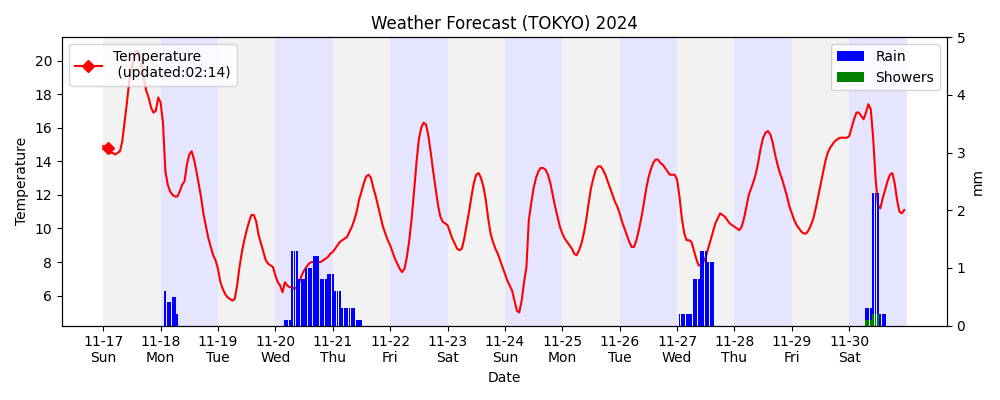 Weather Forecast (TOKYO) 2024
Temperature
(updated:02:14)
Rain
Showers
20
18
16
14
12
10
8
6
Temperature
5
4
3
2
1
0
mm
11-17 11-18 11-19 11-20 11-21 11-22 11-23 11-24 11-25 11-26 11-27 11-28 11-29 11-30
Sun Mon Tue Wed Thu Fri Sat Sun Mon Tue Wed Thu Fri Sat
Date